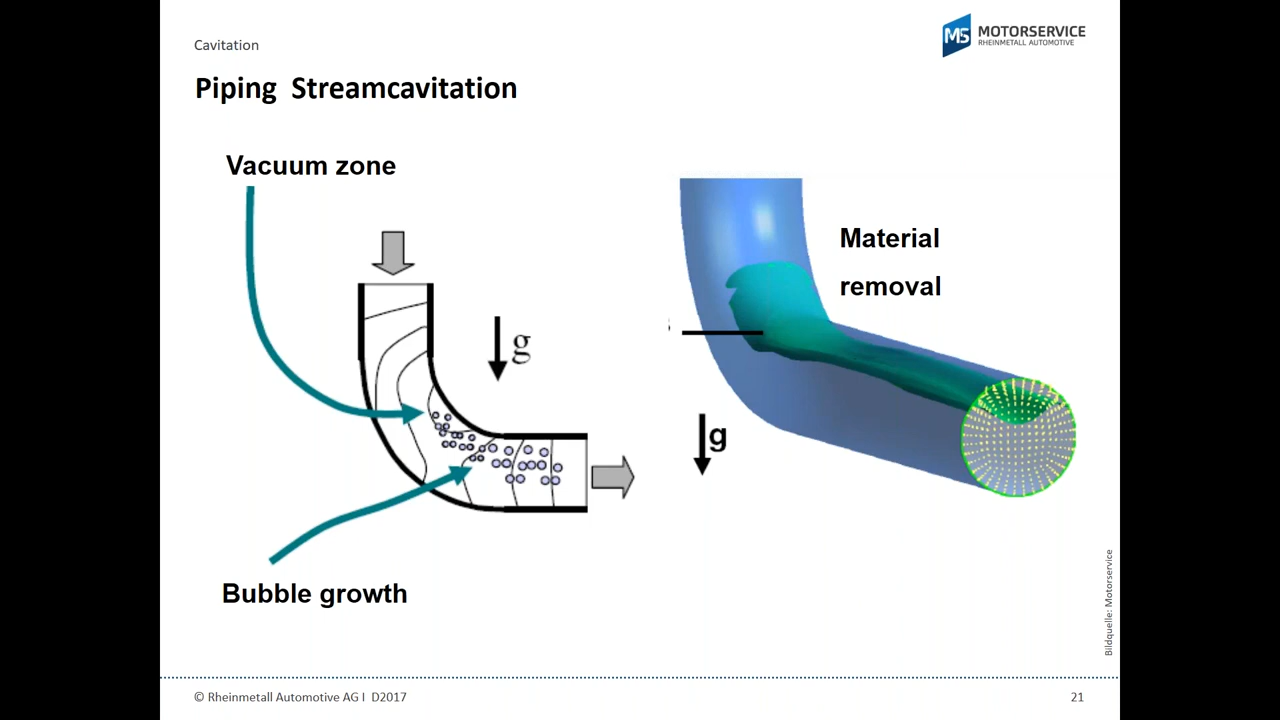 Cavitation
MS MOTORSERVICE
RHEINMETALL AUTOMOTIVE
Piping Streamcavitation
Vacuum zone
Material
removal
g
g
Bubble growth
Bildquelle: Motorservice
© Rheinmetall Automotive AG I D2017
21